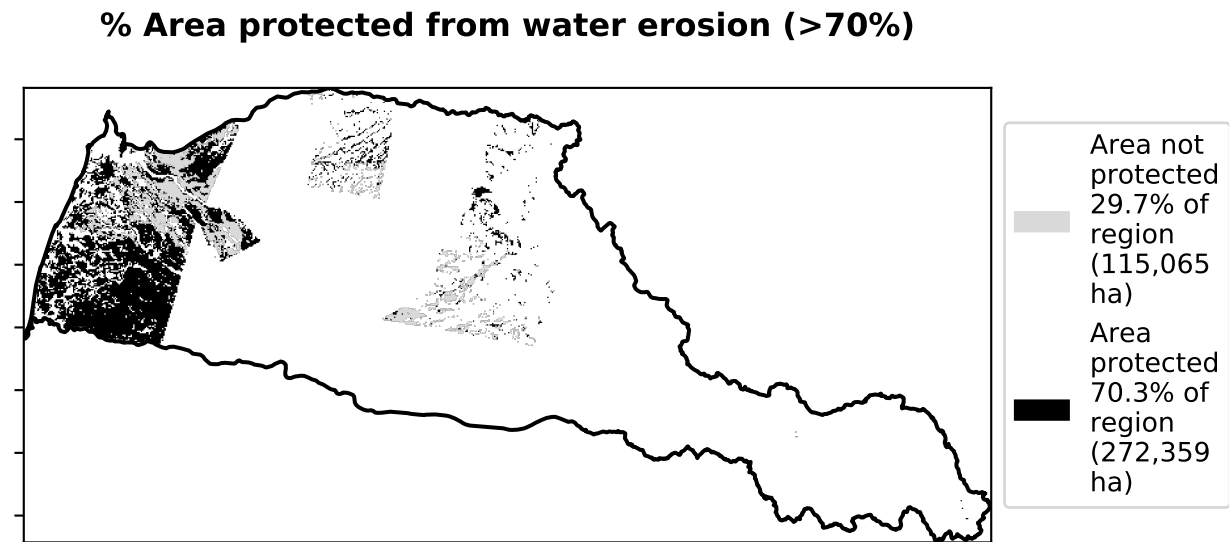 % Area protected from water erosion (>70%)
Area not
protected
29.7% of
region
(115,065
ha)
Area
protected
70.3% of
region
(272,359
ha)